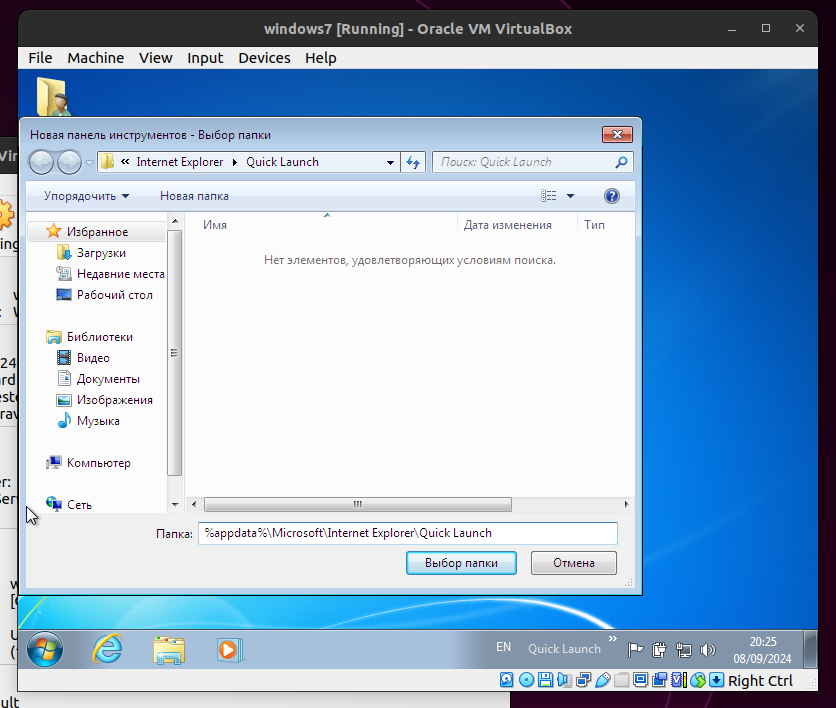 windows7 [Running] - Oracle VM VirtualBox
File Machine View Input Devices Help
Новая панель инструментов - Выбор папки
« Internet Explorer Quick Launch
Поиск: Quick Launch
Упорядочить Новая папка
Имя Дата изменения Тип
Нет элементов, удовлетворяющих условиям поиска.
Избранное
Загрузки
Недавние места
Рабочий стол
Библиотеки
Видео
Документы
Изображения
Музыка
Компьютер
Сеть
Папка: %appdata%\Microsoft\Internet Explorer\Quick Launch
Выбор папки Отмена
EN Quick Launch »
20:25
08/09/2024
Right Ctrl